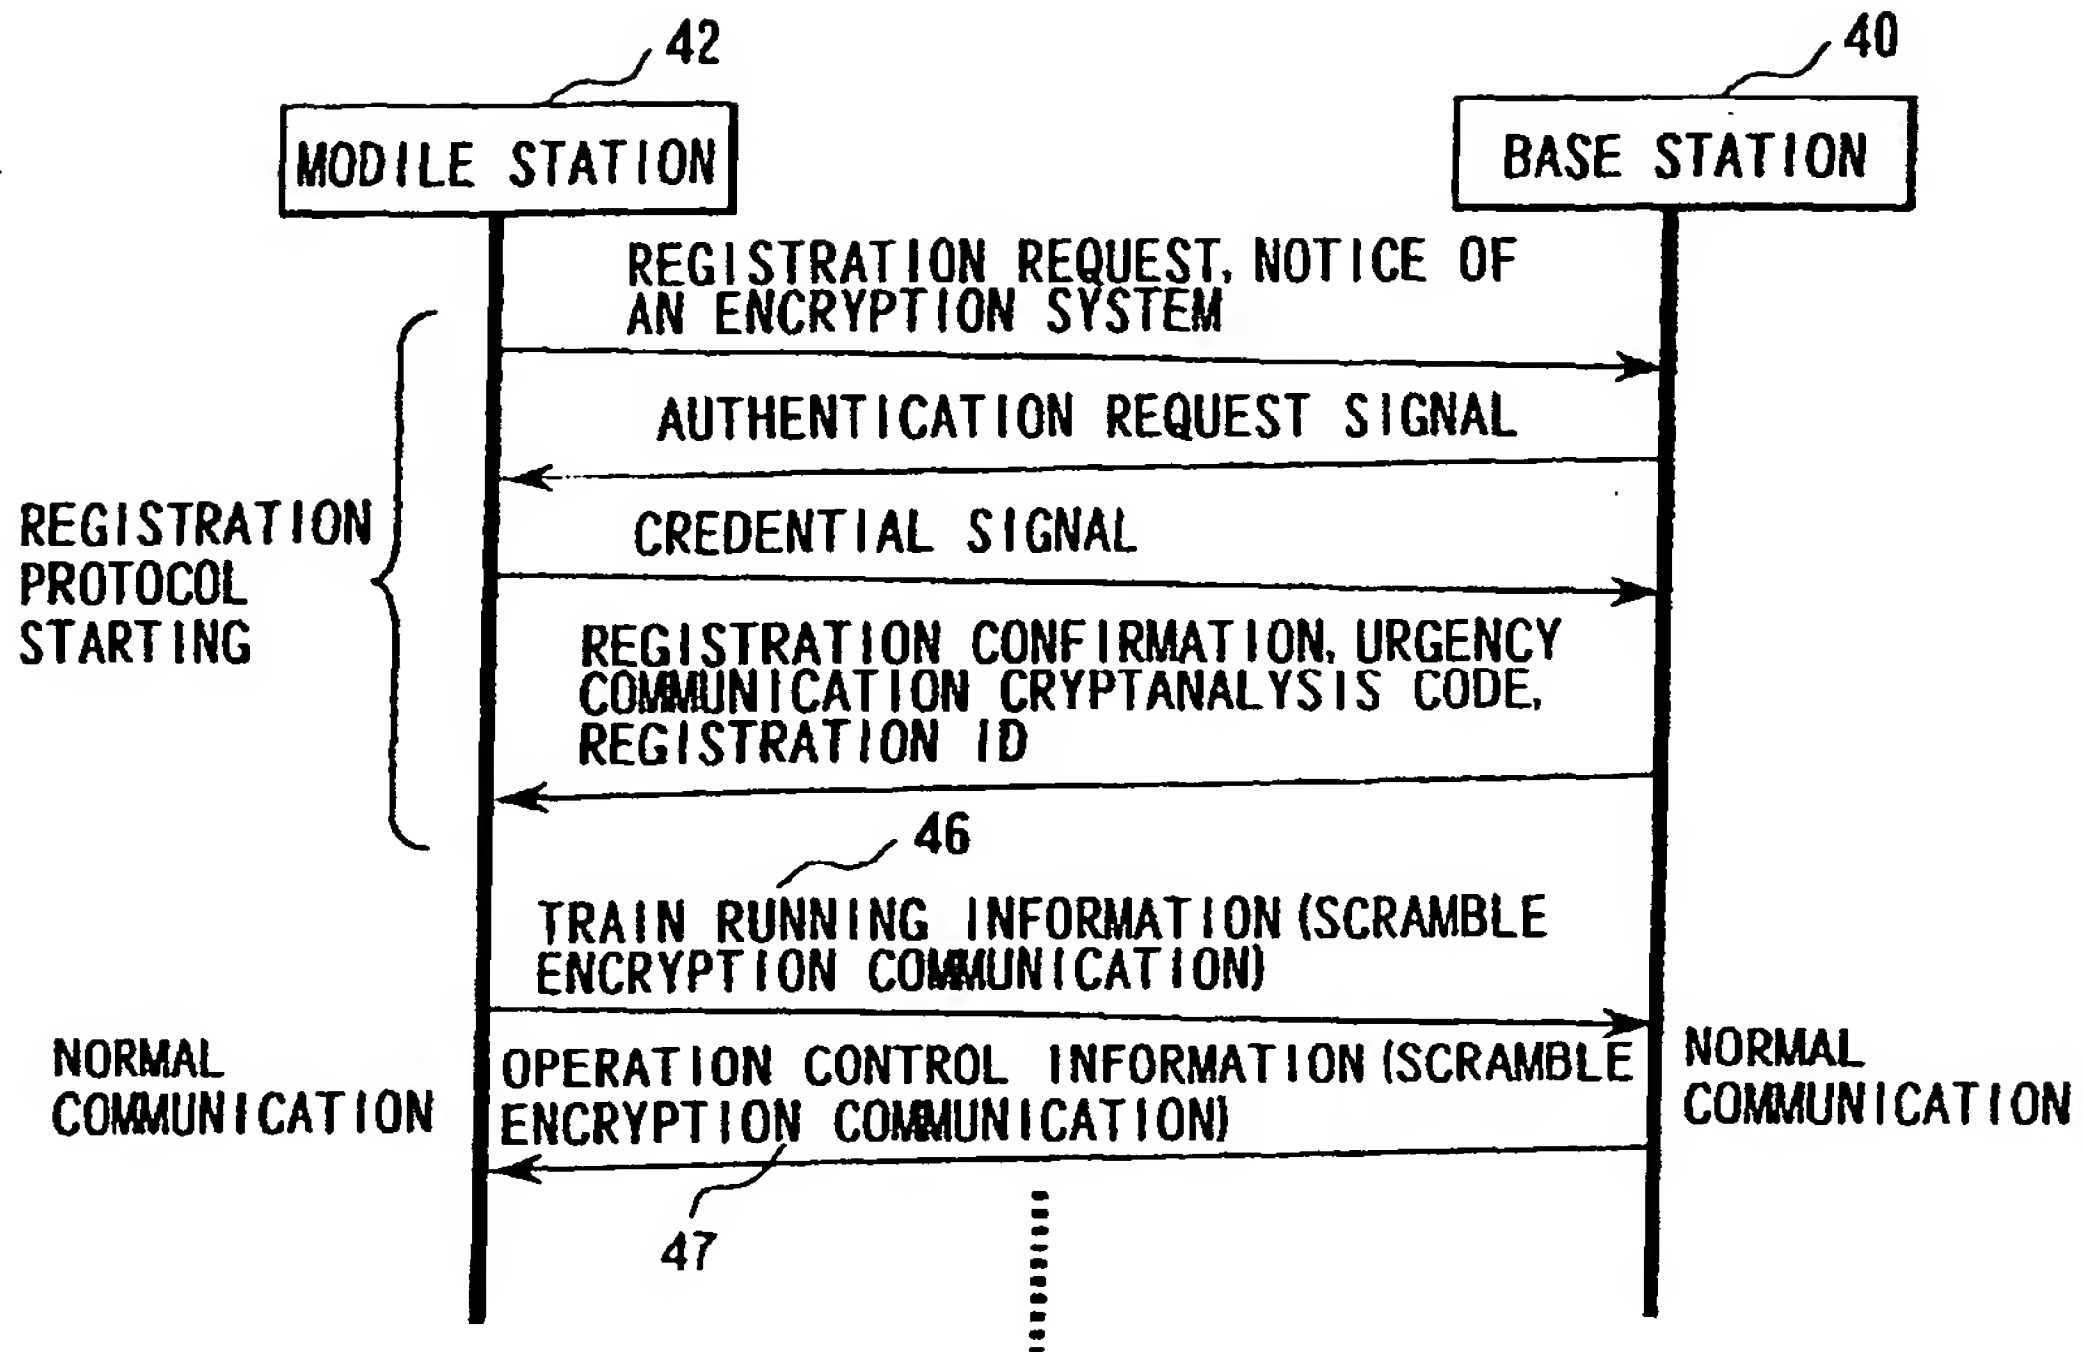 42
40
MODILE STATION
BASE STATION
REGISTRATION REQUEST, NOTICE OF
AN ENCRYPTION SYSTEM
AUTHENTICATION REQUEST SIGNAL
CREDENTIAL SIGNAL
REGISTRATION
PROTOCOL
STARTING
REGISTRATION CONFIRMATION, URGENCY
COMMUNICATION CRYPTANALYSIS CODE,
REGISTRATION ID
46
TRAIN RUNNING INFORMATION (SCRAMBLE
ENCRYPTION COMMUNICATION)
NORMAL
COMMUNICATION
OPERATION CONTROL INFORMATION (SCRAMBLE
ENCRYPTION COMMUNICATION)
NORMAL
COMMUNICATION
47